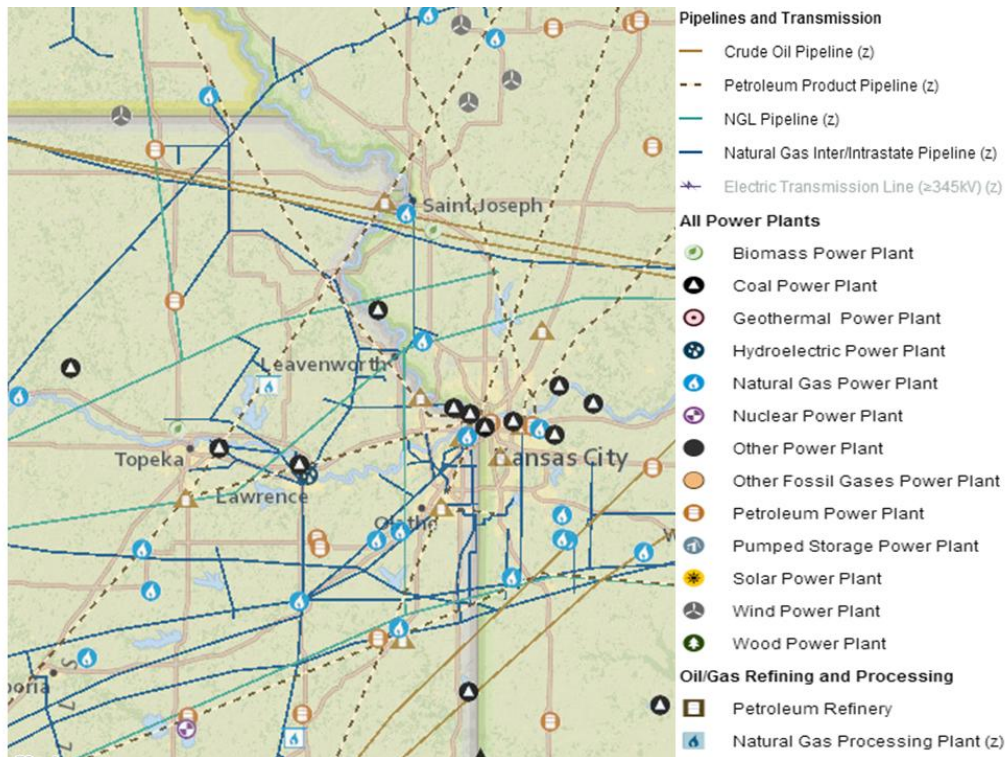 Saint Joseph
Leavenworth
Topeka
Kansas City
Lawrence
Olathe
W
poria
Pipelines and Transmission
Crude Oil Pipeline (z)
Petroleum Product Pipeline (z)
NGL Pipeline (z)
Natural Gas Inter/Intrastate Pipeline (z)
Electric Transmission Line (≥345kV) (z)
All Power Plants
Biomass Power Plant
Coal Power Plant
Geothermal Power Plant
Hydroelectric Power Plant
Natural Gas Power Plant
Nuclear Power Plant
Other Power Plant
Other Fossil Gases Power Plant
Petroleum Power Plant
Pumped Storage Power Plant
Solar Power Plant
Wind Power Plant
Wood Power Plant
Oil/Gas Refining and Processing
Petroleum Refinery
Natural Gas Processing Plant (z)